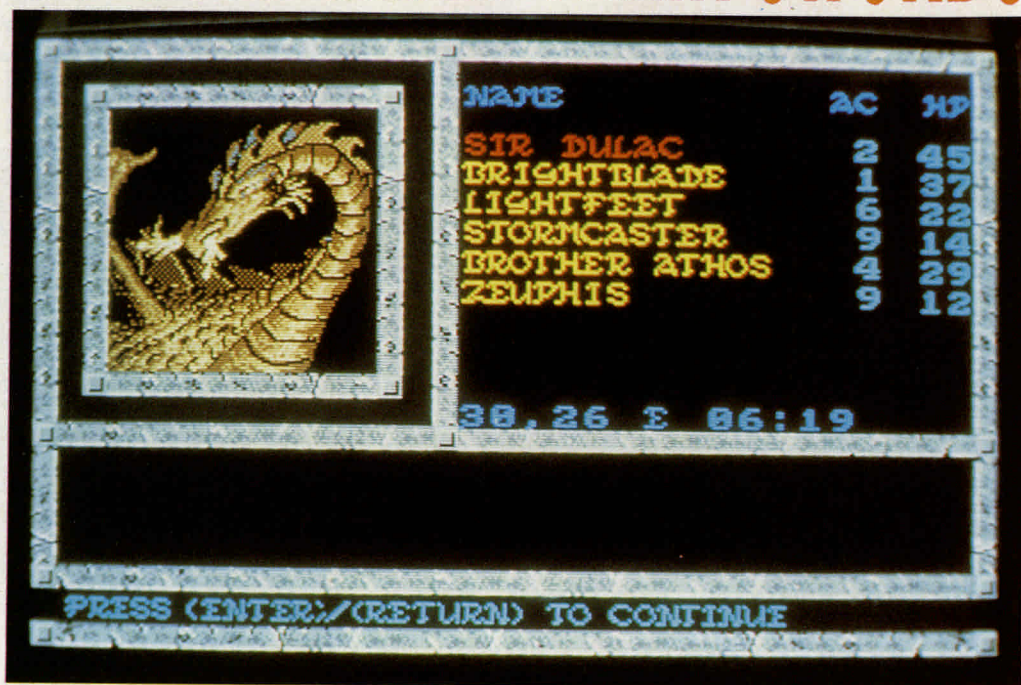 NAME AC HP
SIR DULAC 2 45
BRIGHTBLADE 1 37
LIGHTFEET 6 22
STORMCASTER 9 14
BROTHER ATHOS 4 29
ZEUPHIS 9 12
30,26 E 06:19
PRESS (ENTER)/(RETURN) TO CONTINUE